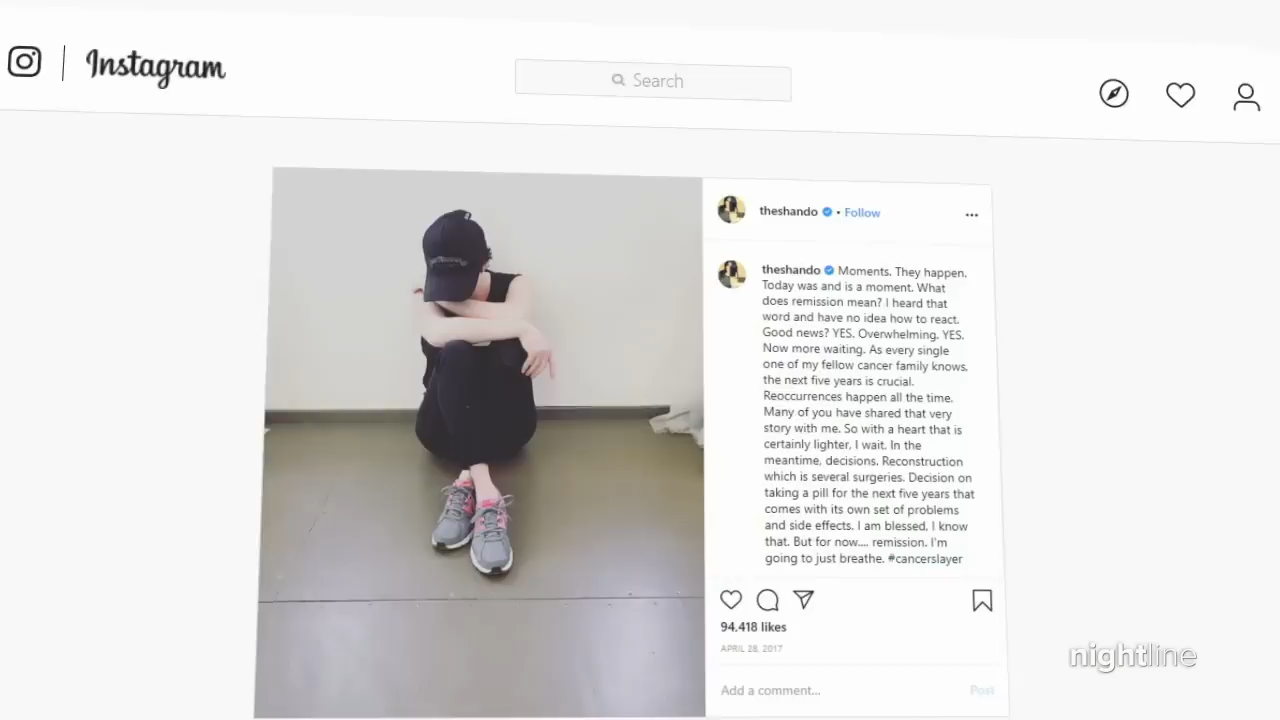 Instagram
Search
theshando • Follow
...
theshando Moments. They happen.
Today was and is a moment. What
does remission mean? I heard that
word and have no idea how to react.
Good news? YES. Overwhelming. YES.
Now more waiting. As every single
one of my fellow cancer family knows,
the next five years is crucial.
Reoccurrences happen all the time.
Many of you have shared that very
story with me. So with a heart that is
certainly lighter, I wait. In the
meantime, decisions. Reconstruction
which is several surgeries. Decision on
taking a pill for the next five years that
comes with its own set of problems
and side effects. I am blessed, I know
that. But for now.... remission. I'm
going to just breathe. #cancerslayer
94.418 likes
APRIL 28, 2017
Add a comment... Post
nightline